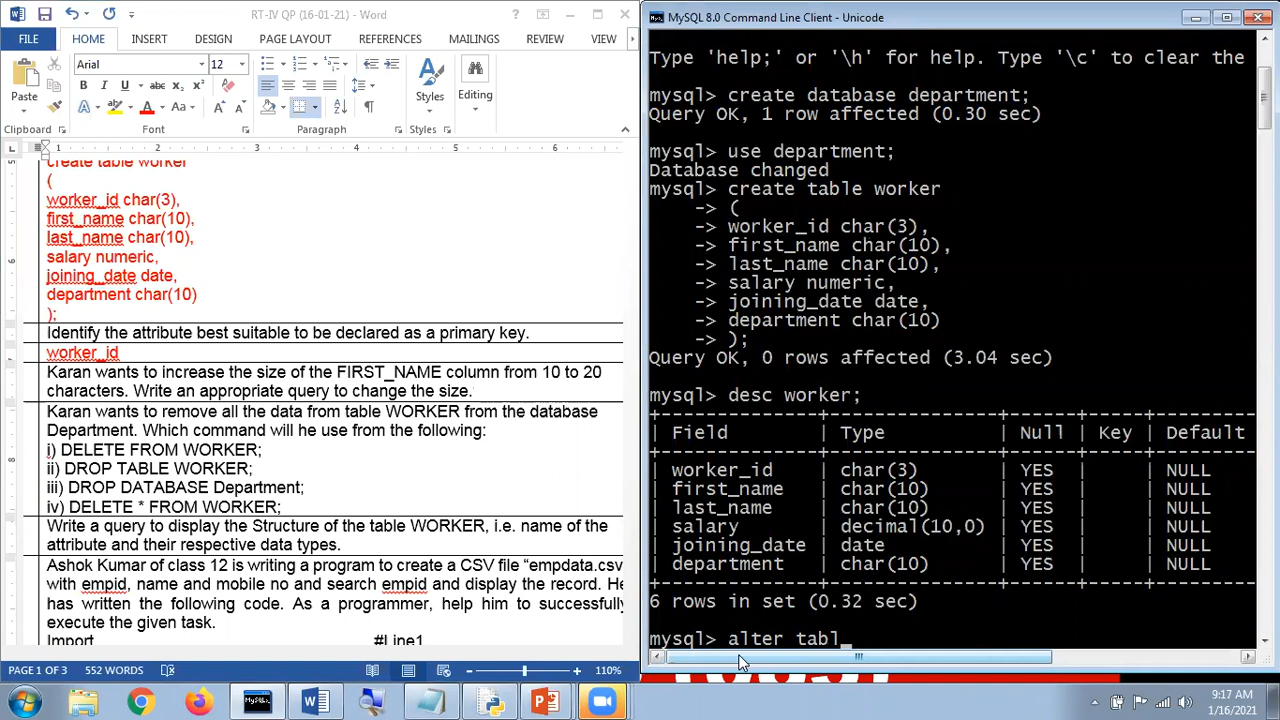 RT-IV QP (16-01-21) - Word
FILE HOME INSERT DESIGN PAGE LAYOUT REFERENCES MAILINGS REVIEW VIEW
Arial 12
Paste Styles Editing
Clipboard Font Paragraph Styles
1 2 3 4 5 6
create table worker
(
worker_id char(3),
first_name char(10),
last_name char(10),
salary numeric,
joining_date date,
department char(10)
);
Identify the attribute best suitable to be declared as a primary key.
worker_id
Karan wants to increase the size of the FIRST_NAME column from 10 to 20
characters. Write an appropriate query to change the size.
Karan wants to remove all the data from table WORKER from the database
Department. Which command will he use from the following:
i) DELETE FROM WORKER;
ii) DROP TABLE WORKER;
iii) DROP DATABASE Department;
iv) DELETE * FROM WORKER;
Write a query to display the Structure of the table WORKER, i.e. name of the
attribute and their respective data types.
Ashok Kumar of class 12 is writing a program to create a CSV file “empdata.csv
with empid, name and mobile no and search empid and display the record. He
has written the following code. As a programmer, help him to successfully
execute the given task.
Import #Line1
PAGE 1 OF 3 552 WORDS 110%
MySQL 8.0 Command Line Client - Unicode
Type 'help;' or '\h' for help. Type '\c' to clear the
mysql> create database department;
Query OK, 1 row affected (0.30 sec)
mysql> use department;
Database changed
mysql> create table worker
-> (
-> worker_id char(3),
-> first_name char(10),
-> last_name char(10),
-> salary numeric,
-> joining_date date,
-> department char(10)
-> );
Query OK, 0 rows affected (3.04 sec)
mysql> desc worker;
| Field | Type | Null | Key | Default
| worker_id | char(3) | YES | | NULL
| first_name | char(10) | YES | | NULL
| last_name | char(10) | YES | | NULL
| salary | decimal(10,0) | YES | | NULL
| joining_date | date | YES | | NULL
| department | char(10) | YES | | NULL
6 rows in set (0.32 sec)
mysql> alter tabl_
9:17 AM
1/16/2021